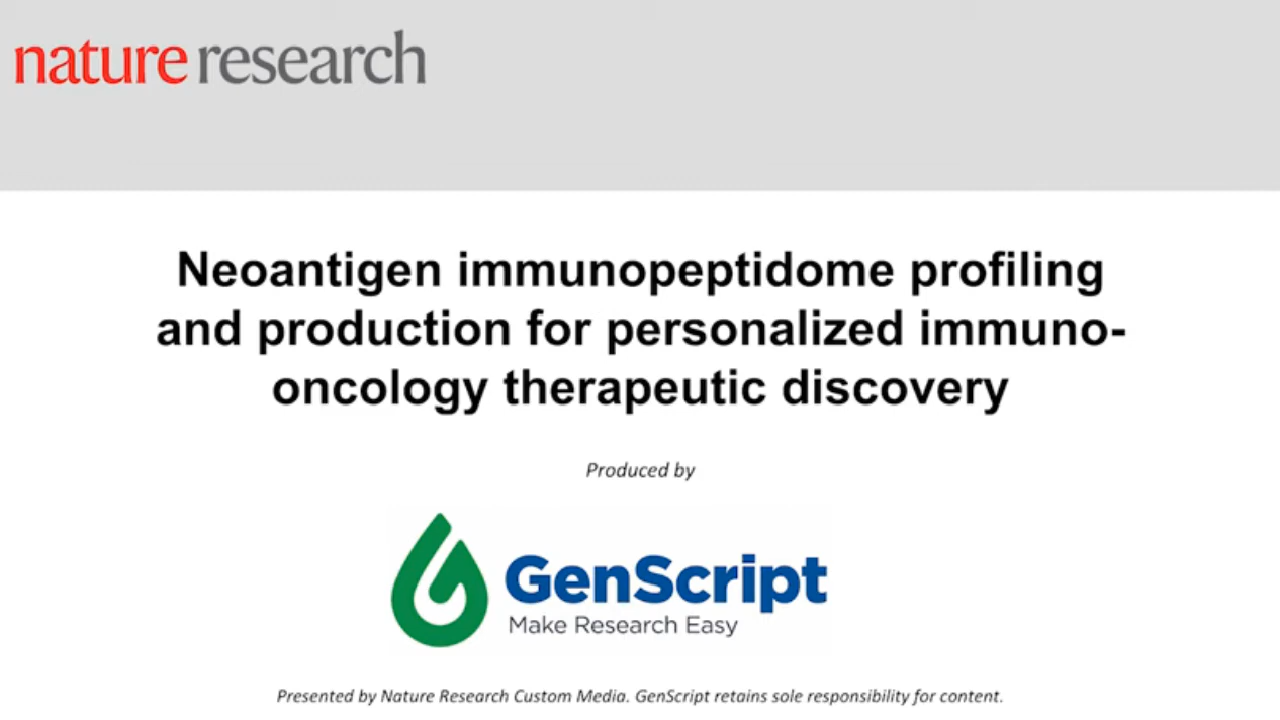 nature research
Neoantigen immunopeptidome profiling
and production for personalized immuno-
oncology therapeutic discovery
Produced by
GenScript
Make Research Easy
Presented by Nature Research Custom Media. GenScript retains sole responsibility for content.